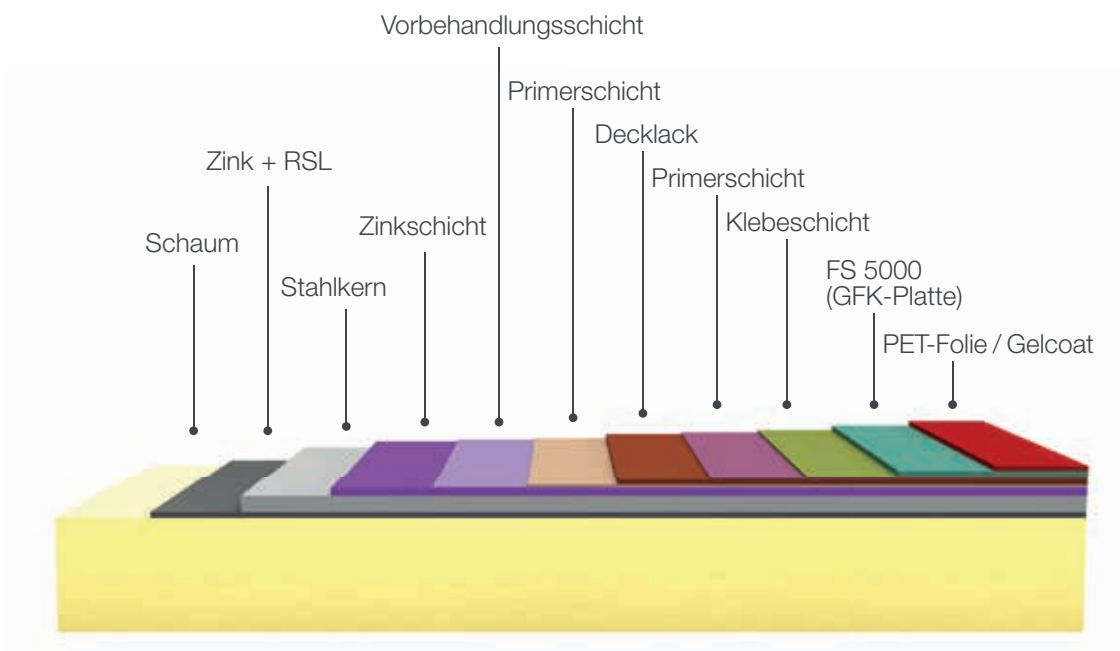 Vorbehandlungsschicht
Primerschicht
Decklack
Zink + RSL
Primerschicht
Zinkschicht
Klebeschicht
Schaum
Stahlkern
FS 5000
(GFK-Platte)
PET-Folie / Gelcoat